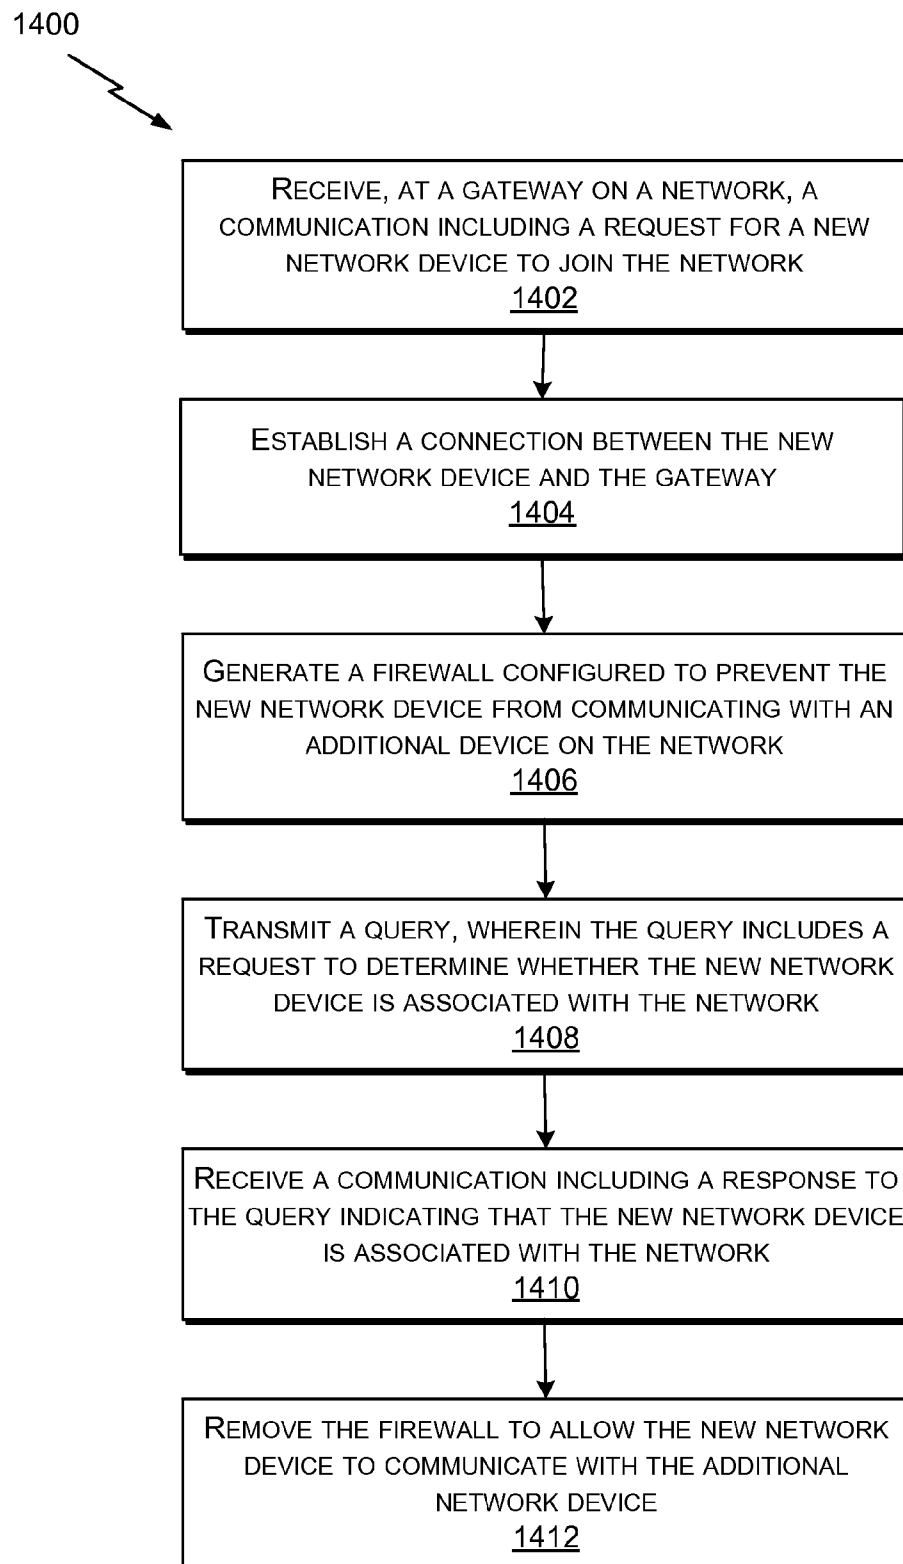 1400
RECEIVE, AT A GATEWAY ON A NETWORK, A
COMMUNICATION INCLUDING A REQUEST FOR A NEW
NETWORK DEVICE TO JOIN THE NETWORK
1402
ESTABLISH A CONNECTION BETWEEN THE NEW
NETWORK DEVICE AND THE GATEWAY
1404
GENERATE A FIREWALL CONFIGURED TO PREVENT THE
NEW NETWORK DEVICE FROM COMMUNICATING WITH AN
ADDITIONAL DEVICE ON THE NETWORK
1406
TRANSMIT A QUERY, WHEREIN THE QUERY INCLUDES A
REQUEST TO DETERMINE WHETHER THE NEW NETWORK
DEVICE IS ASSOCIATED WITH THE NETWORK
1408
RECEIVE A COMMUNICATION INCLUDING A RESPONSE TO
THE QUERY INDICATING THAT THE NEW NETWORK DEVICE
IS ASSOCIATED WITH THE NETWORK
1410
REMOVE THE FIREWALL TO ALLOW THE NEW NETWORK
DEVICE TO COMMUNICATE WITH THE ADDITIONAL
NETWORK DEVICE
1412